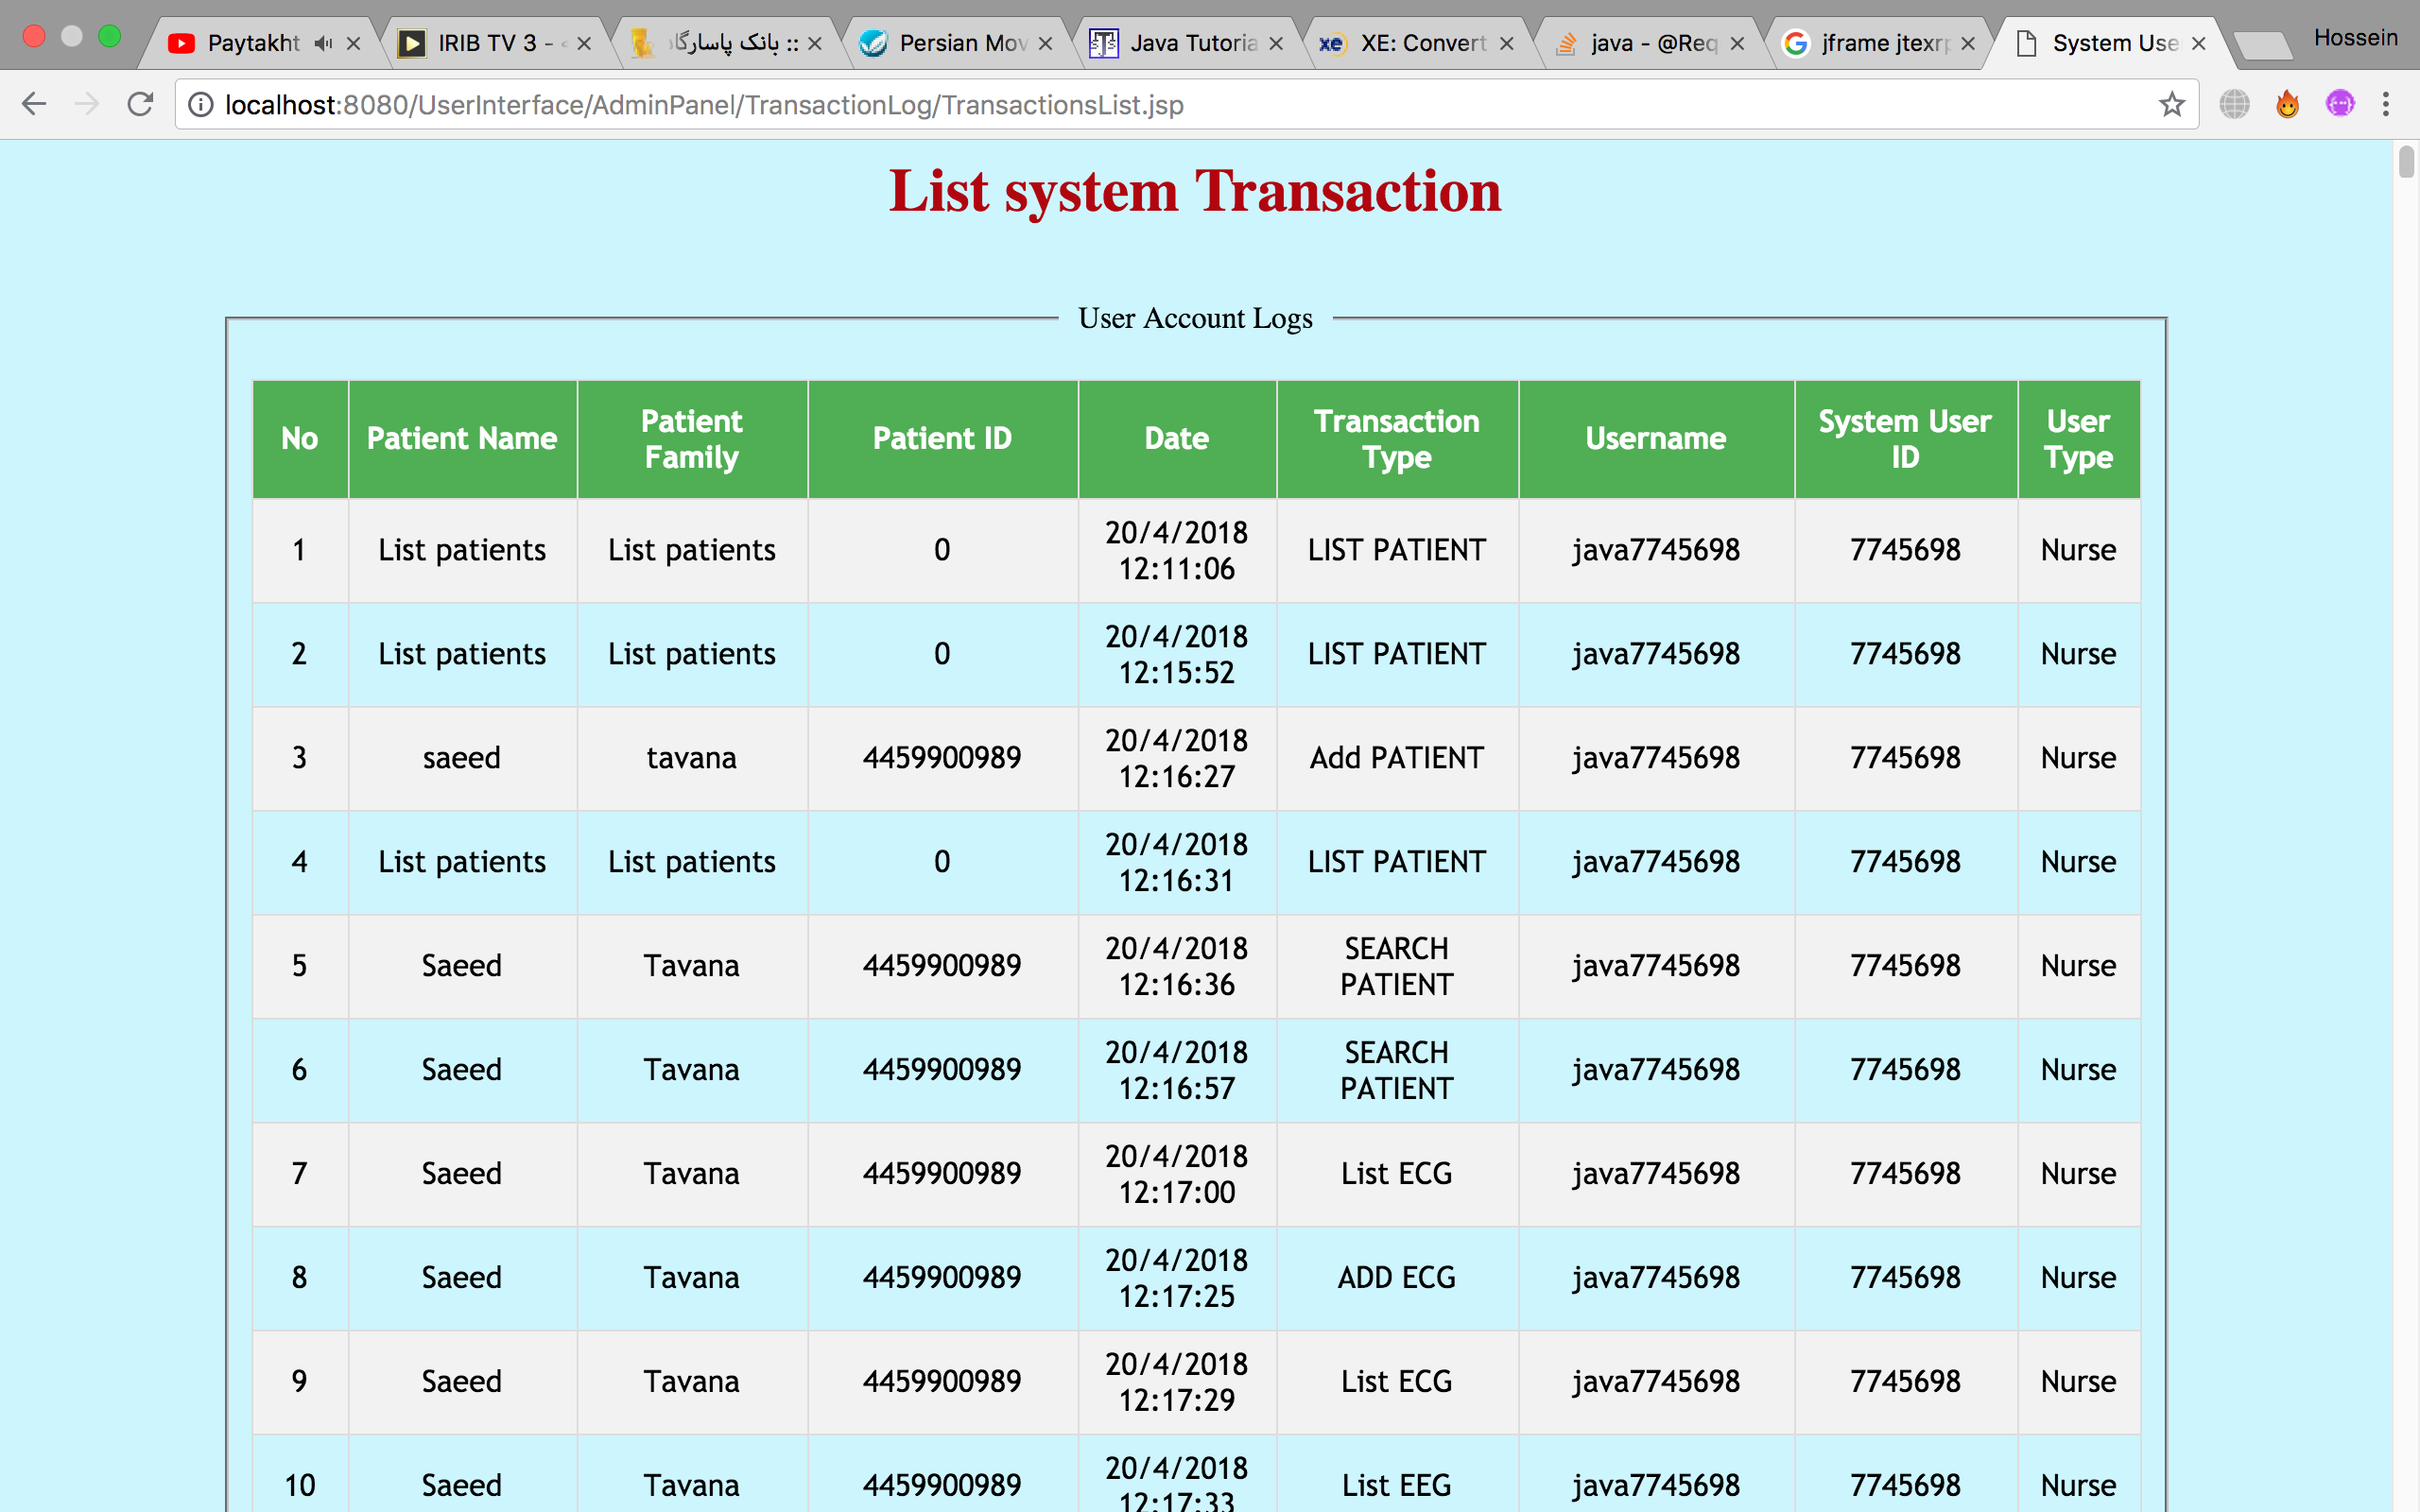 Paytakht
IRIB TV 3 -
بانک پاسارگاد ::
Persian Mov
Java Tutoria
XE: Convert
java - @Req
jframe jtexrp
System Use
Hossein
localhost:8080/UserInterface/AdminPanel/TransactionLog/TransactionsList.jsp
List system Transaction
User Account Logs
No Patient Name Patient Family Patient ID Date Transaction Type Username System User ID User Type
1 List patients List patients 0 20/4/2018 12:11:06 LIST PATIENT java7745698 7745698 Nurse
2 List patients List patients 0 20/4/2018 12:15:52 LIST PATIENT java7745698 7745698 Nurse
3 saeed tavana 4459900989 20/4/2018 12:16:27 Add PATIENT java7745698 7745698 Nurse
4 List patients List patients 0 20/4/2018 12:16:31 LIST PATIENT java7745698 7745698 Nurse
5 Saeed Tavana 4459900989 20/4/2018 12:16:36 SEARCH PATIENT java7745698 7745698 Nurse
6 Saeed Tavana 4459900989 20/4/2018 12:16:57 SEARCH PATIENT java7745698 7745698 Nurse
7 Saeed Tavana 4459900989 20/4/2018 12:17:00 List ECG java7745698 7745698 Nurse
8 Saeed Tavana 4459900989 20/4/2018 12:17:25 ADD ECG java7745698 7745698 Nurse
9 Saeed Tavana 4459900989 20/4/2018 12:17:29 List ECG java7745698 7745698 Nurse
10 Saeed Tavana 4459900989 20/4/2018 12:17:33 List EEG java7745698 7745698 Nurse